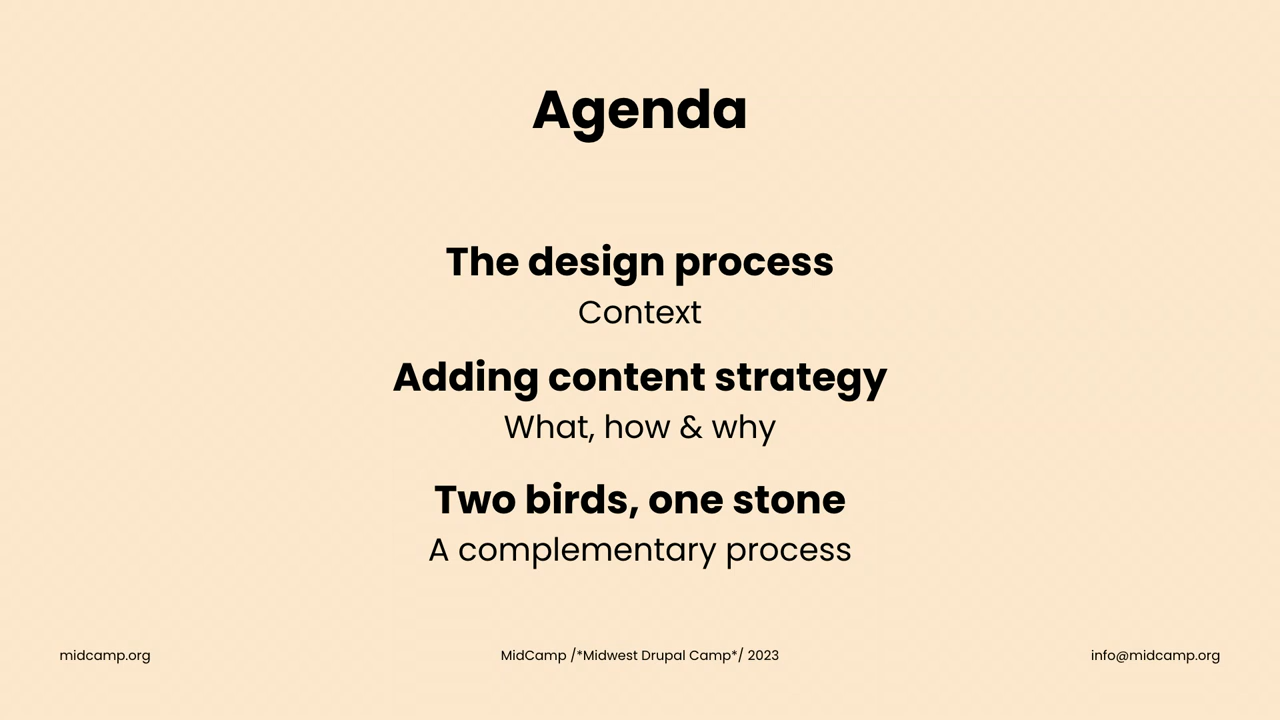 Agenda
The design process
Context
Adding content strategy
What, how & why
Two birds, one stone
A complementary process
midcamp.org
MidCamp /*Midwest Drupal Camp*/ 2023
info@midcamp.org